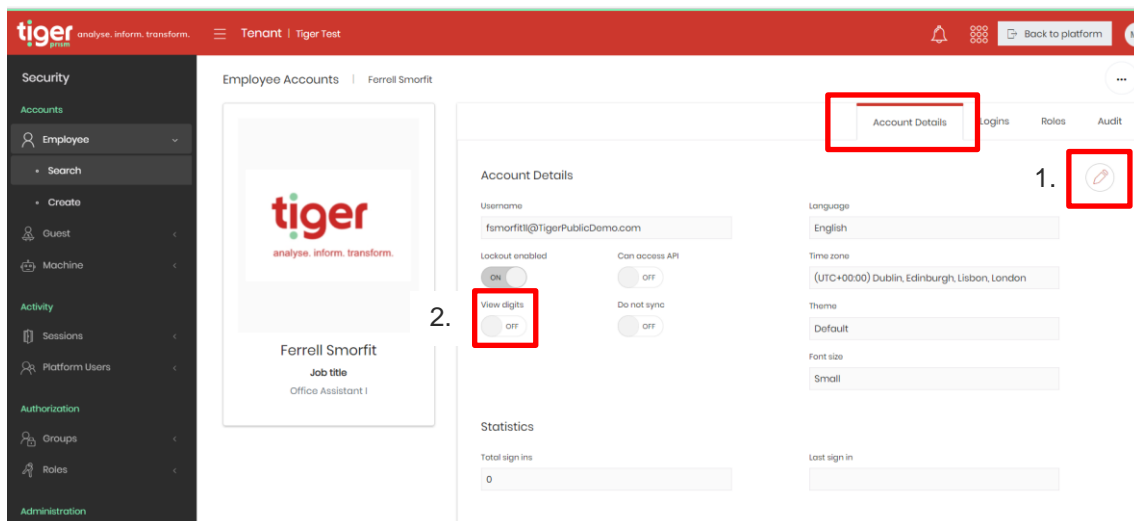 tiger prism analyse. inform. transform.
Tenant | Tiger Test
Back to platform
Security
Accounts
Employee
Search
Create
Guest
Machine
Activity
Sessions
Platform Users
Authorization
Groups
Roles
Administration
Employee Accounts | Ferrell Smorfit
tiger
analyse. inform. transform.
Ferrell Smorfit
Job title
Office Assistant I
Account Details Logins Roles Audit
1.
Account Details
Username
fsmorfitll@TigerPublicDemo.com
Lockout enabled Can access API
ON OFF
2.
View digits Do not sync
OFF OFF
Language
English
Time zone
(UTC+00:00) Dublin, Edinburgh, Lisbon, London
Theme
Default
Font size
Small
Statistics
Total sign ins
0
Last sign in